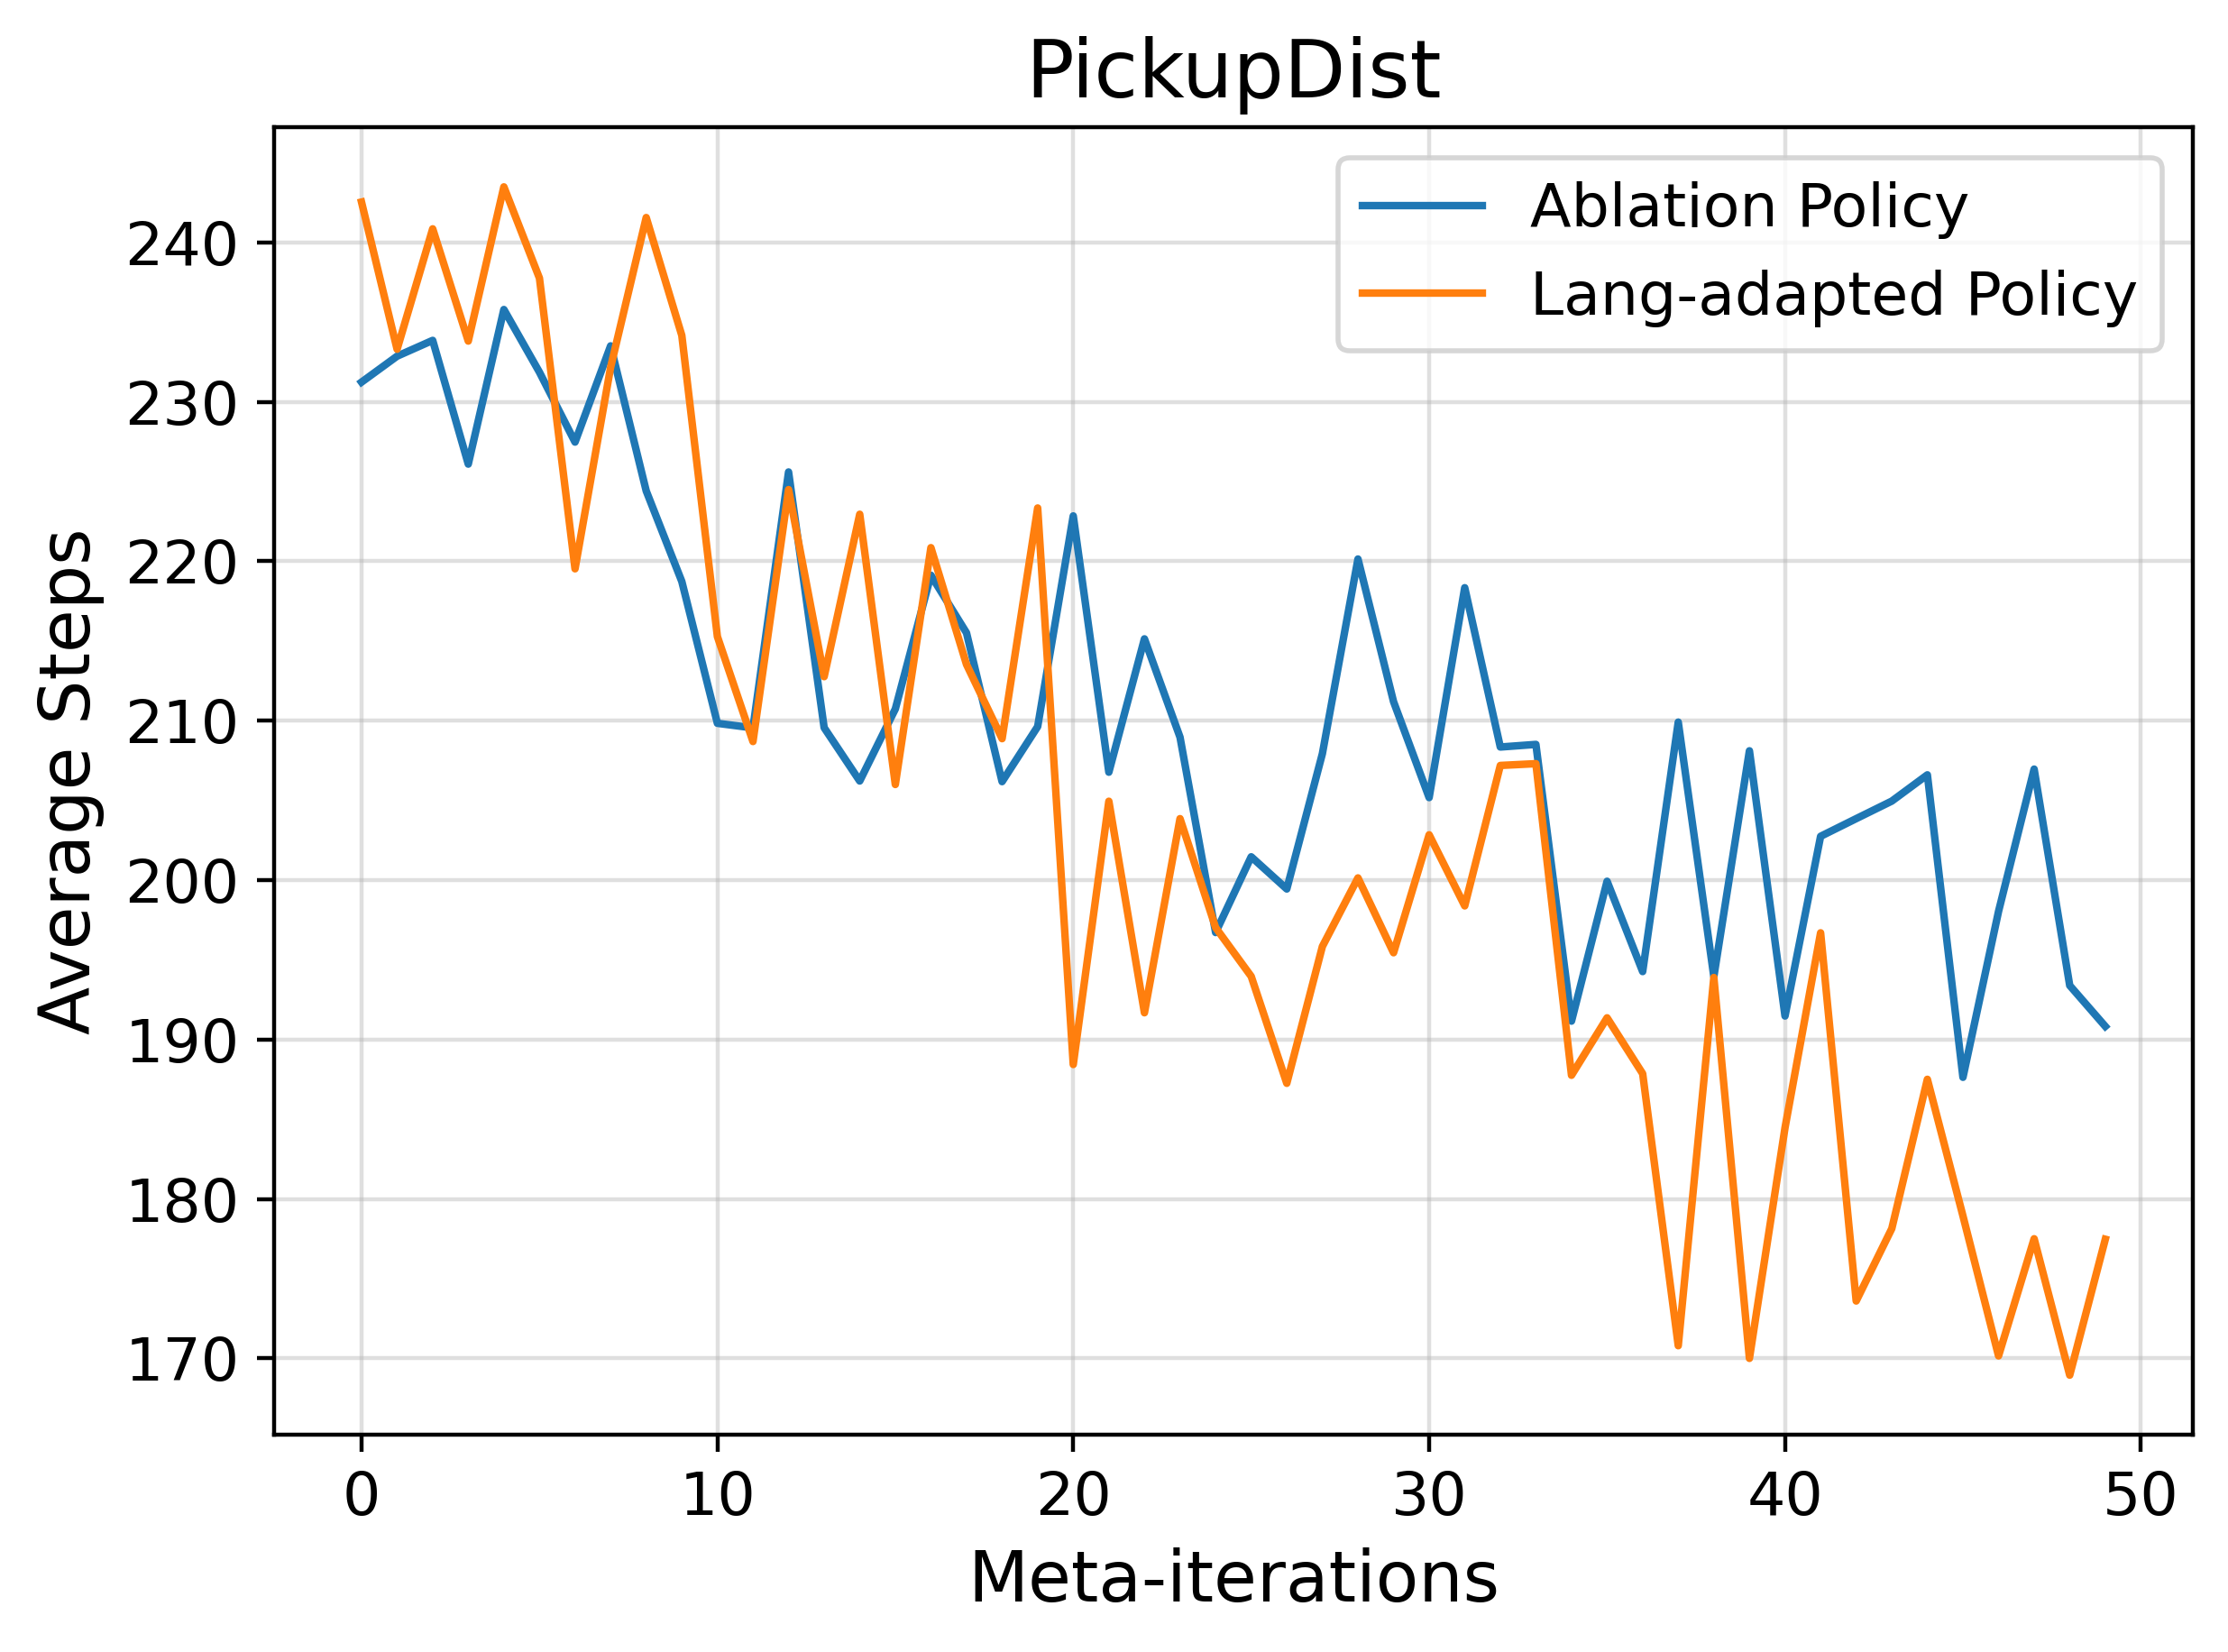 PickupDist
Ablation Policy
Lang-adapted Policy
Average Steps
240
230
220
210
200
190
180
170
0 10 20 30 40 50
Meta-iterations